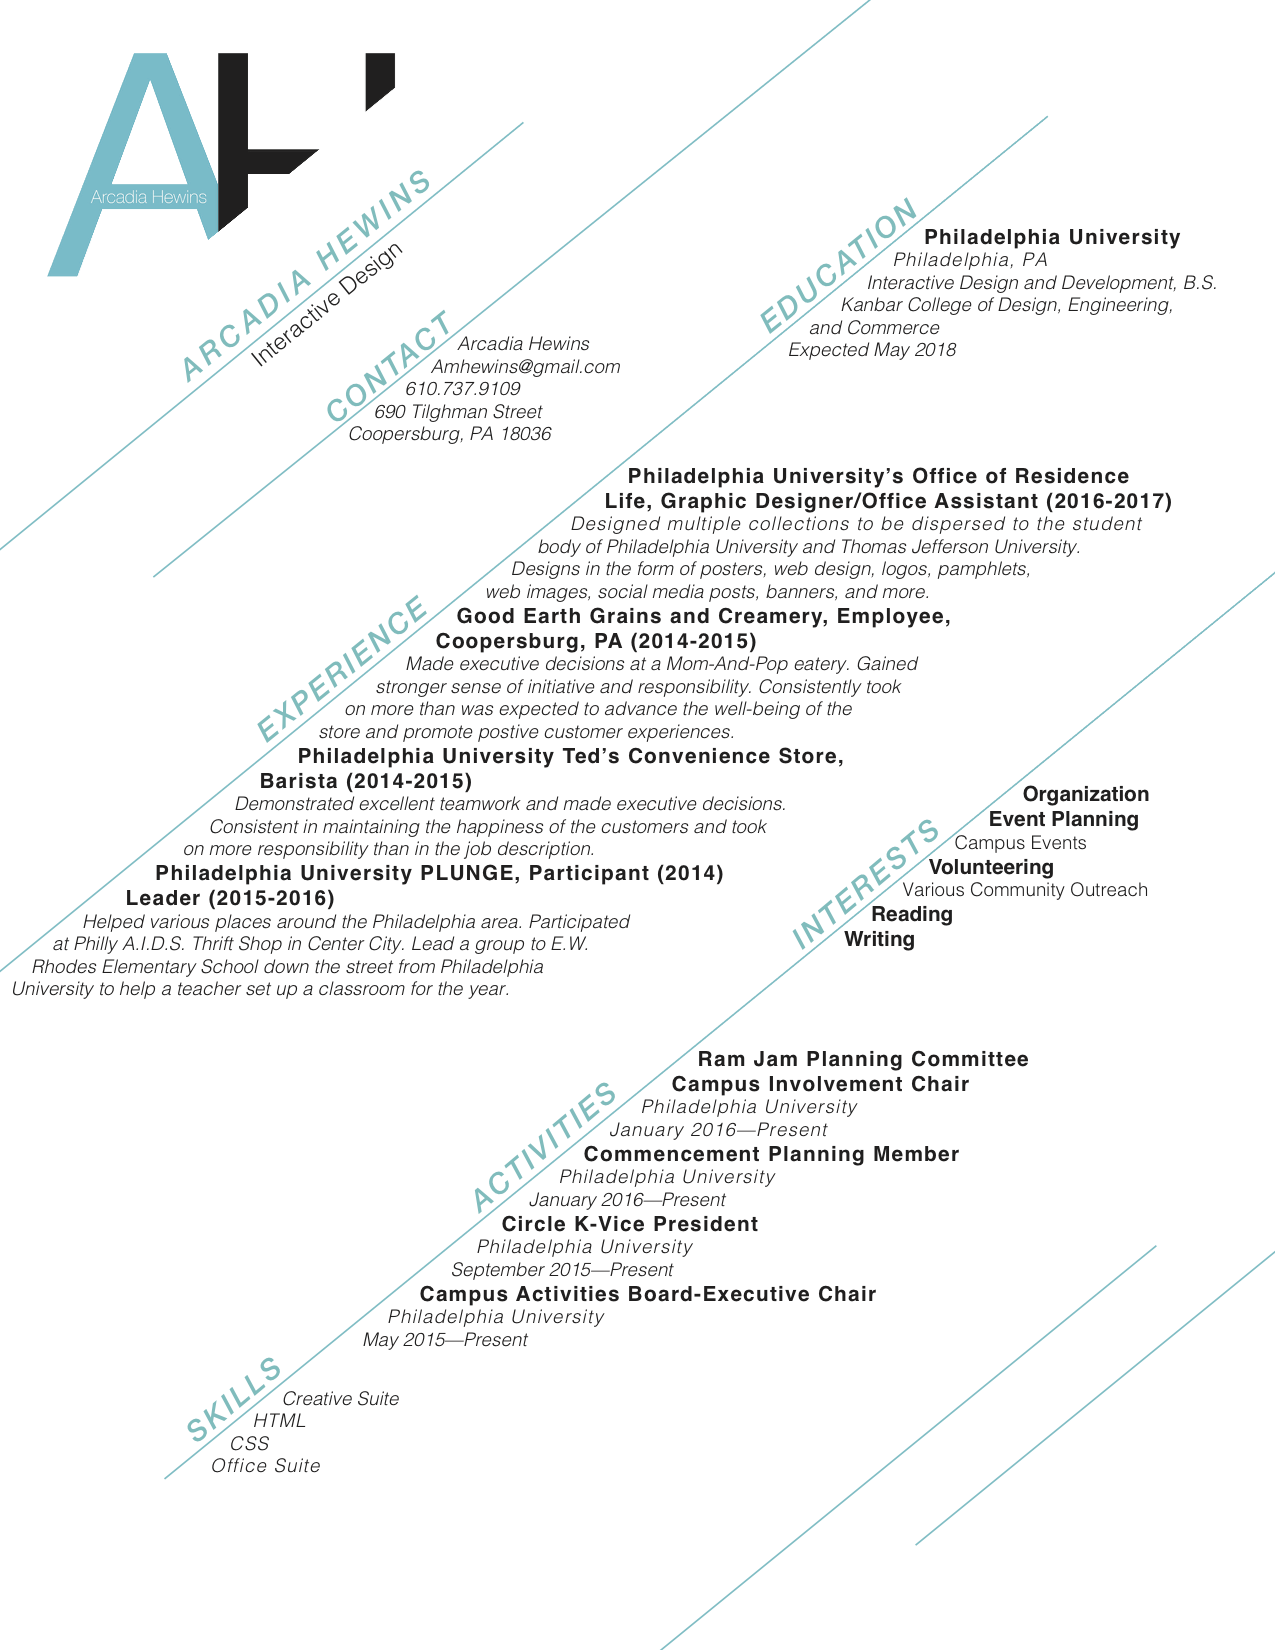 AH
Arcadia Hewins
ARCADIA HEWINS
Interactive Design
CONTACT
Arcadia Hewins
Amhewins@gmail.com
610.737.9109
690 Tilghman Street
Coopersburg, PA 18036
EDUCATION
Philadelphia University
Philadelphia, PA
Interactive Design and Development, B.S.
Kanbar College of Design, Engineering,
and Commerce
Expected May 2018
EXPERIENCE
Philadelphia University’s Office of Residence
Life, Graphic Designer/Office Assistant (2016-2017)
Designed multiple collections to be dispersed to the student
body of Philadelphia University and Thomas Jefferson University.
Designs in the form of posters, web design, logos, pamphlets,
web images, social media posts, banners, and more.
Good Earth Grains and Creamery, Employee,
Coopersburg, PA (2014-2015)
Made executive decisions at a Mom-And-Pop eatery. Gained
stronger sense of initiative and responsibility. Consistently took
on more than was expected to advance the well-being of the
store and promote postive customer experiences.
Philadelphia University Ted’s Convenience Store,
Barista (2014-2015)
Demonstrated excellent teamwork and made executive decisions.
Consistent in maintaining the happiness of the customers and took
on more responsibility than in the job description.
Philadelphia University PLUNGE, Participant (2014)
Leader (2015-2016)
Helped various places around the Philadelphia area. Participated
at Philly A.I.D.S. Thrift Shop in Center City. Lead a group to E.W.
Rhodes Elementary School down the street from Philadelphia
University to help a teacher set up a classroom for the year.
INTERESTS
Organization
Event Planning
Campus Events
Volunteering
Various Community Outreach
Reading
Writing
ACTIVITIES
Ram Jam Planning Committee
Campus Involvement Chair
Philadelphia University
January 2016—Present
Commencement Planning Member
Philadelphia University
January 2016—Present
Circle K-Vice President
Philadelphia University
September 2015—Present
Campus Activities Board-Executive Chair
Philadelphia University
May 2015—Present
SKILLS
Creative Suite
HTML
CSS
Office Suite